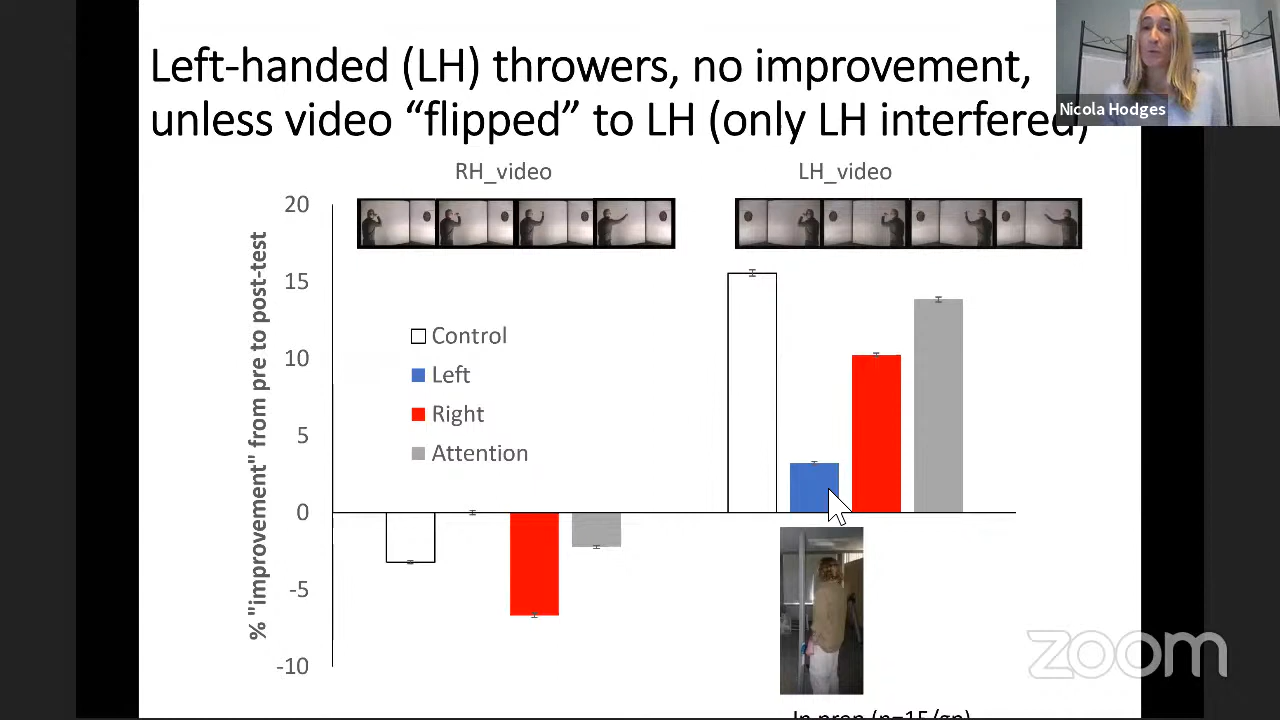 Left-handed (LH) throwers, no improvement,
unless video “flipped” to LH (only LH interfered)
Nicola Hodges
RH_video
LH_video
% "improvement" from pre to post-test
20
15
10
5
0
-5
-10
Control
Left
Right
Attention
In prep (n=15/gp)
zoom